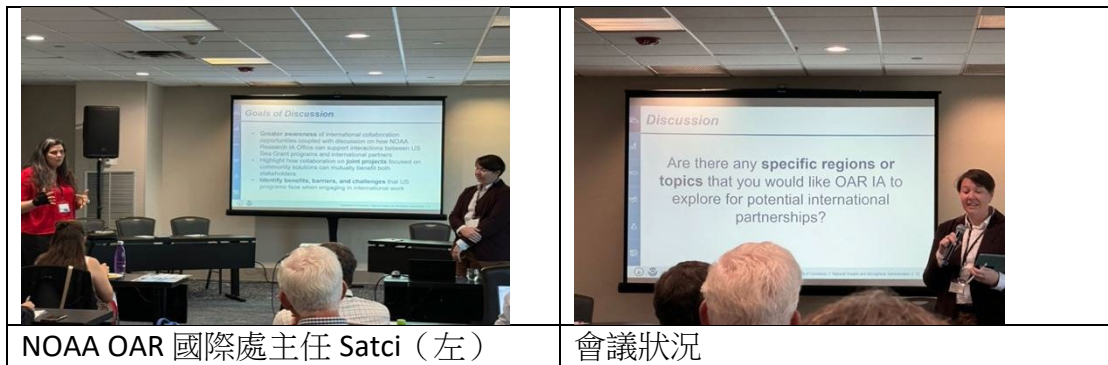 Goals of Discussion
• Greater awareness of international collaboration
opportunities coupled with discussion on how NOAA
Research IA Office can support interactions between US
Sea Grant programs and international partners
• Highlight how collaboration on joint projects focused on
community solutions can mutually benefit both
stakeholders
• Identify benefits, barriers, and challenges that US
programs face when engaging in international work
Discussion
Are there any specific regions or
topics that you would like OAR IA to
explore for potential international
partnerships?
NOAA OAR 國際處主任 Satci（左）
會議狀況